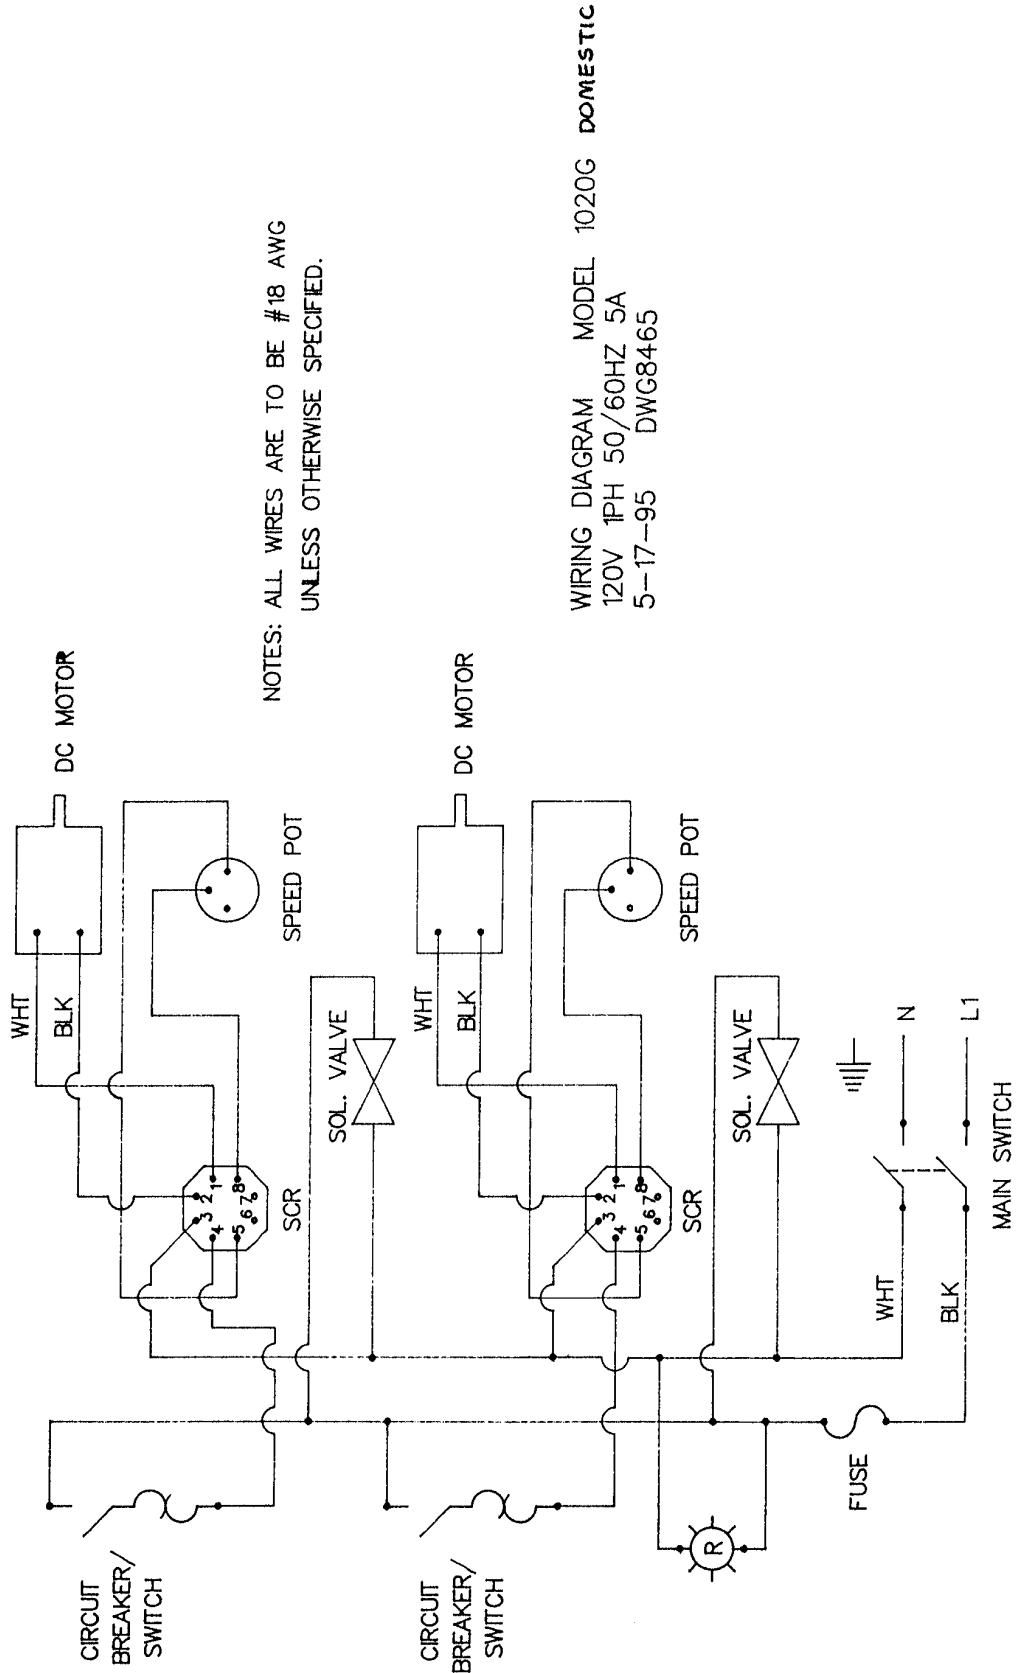 CIRCUIT
BREAKER/
SWITCH
WHT
BLK
DC MOTOR
3
2
4
1
5
8
6
7
SCR
SPEED POT
SOL. VALVE
NOTES: ALL WIRES ARE TO BE #18 AWG
UNLESS OTHERWISE SPECIFIED.
CIRCUIT
BREAKER/
SWITCH
WHT
BLK
DC MOTOR
3
2
4
1
5
8
6
7
SCR
SPEED POT
SOL. VALVE
R
FUSE
WHT
BLK
N
L1
MAIN SWITCH
WIRING DIAGRAM MODEL 1020G DOMESTIC
120V 1PH 50/60HZ 5A
5-17-95 DWG8465